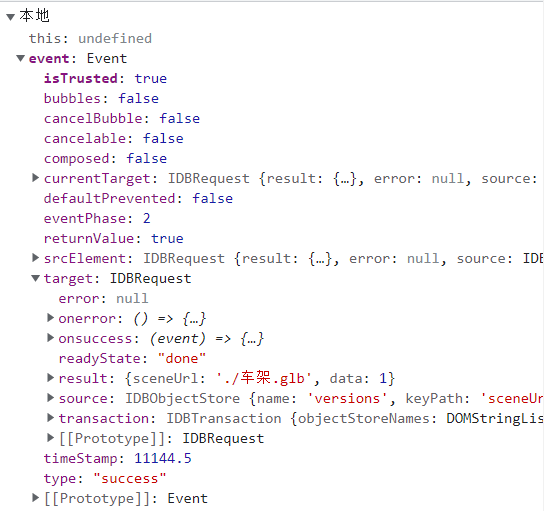 本地
this: undefined
event: Event
isTrusted: true
bubbles: false
cancelBubble: false
cancelable: false
composed: false
currentTarget: IDBRequest {result: {…}, error: null, source:
defaultPrevented: false
eventPhase: 2
returnValue: true
srcElement: IDBRequest {result: {…}, error: null, source: IDB
target: IDBRequest
error: null
onerror: () => {…}
onsuccess: (event) => {…}
readyState: "done"
result: {sceneUrl: './车架.glb', data: 1}
source: IDBObjectStore {name: 'versions', keyPath: 'sceneUr
transaction: IDBTransaction {objectStoreNames: DOMStringLis
[[Prototype]]: IDBRequest
timeStamp: 11144.5
type: "success"
[[Prototype]]: Event